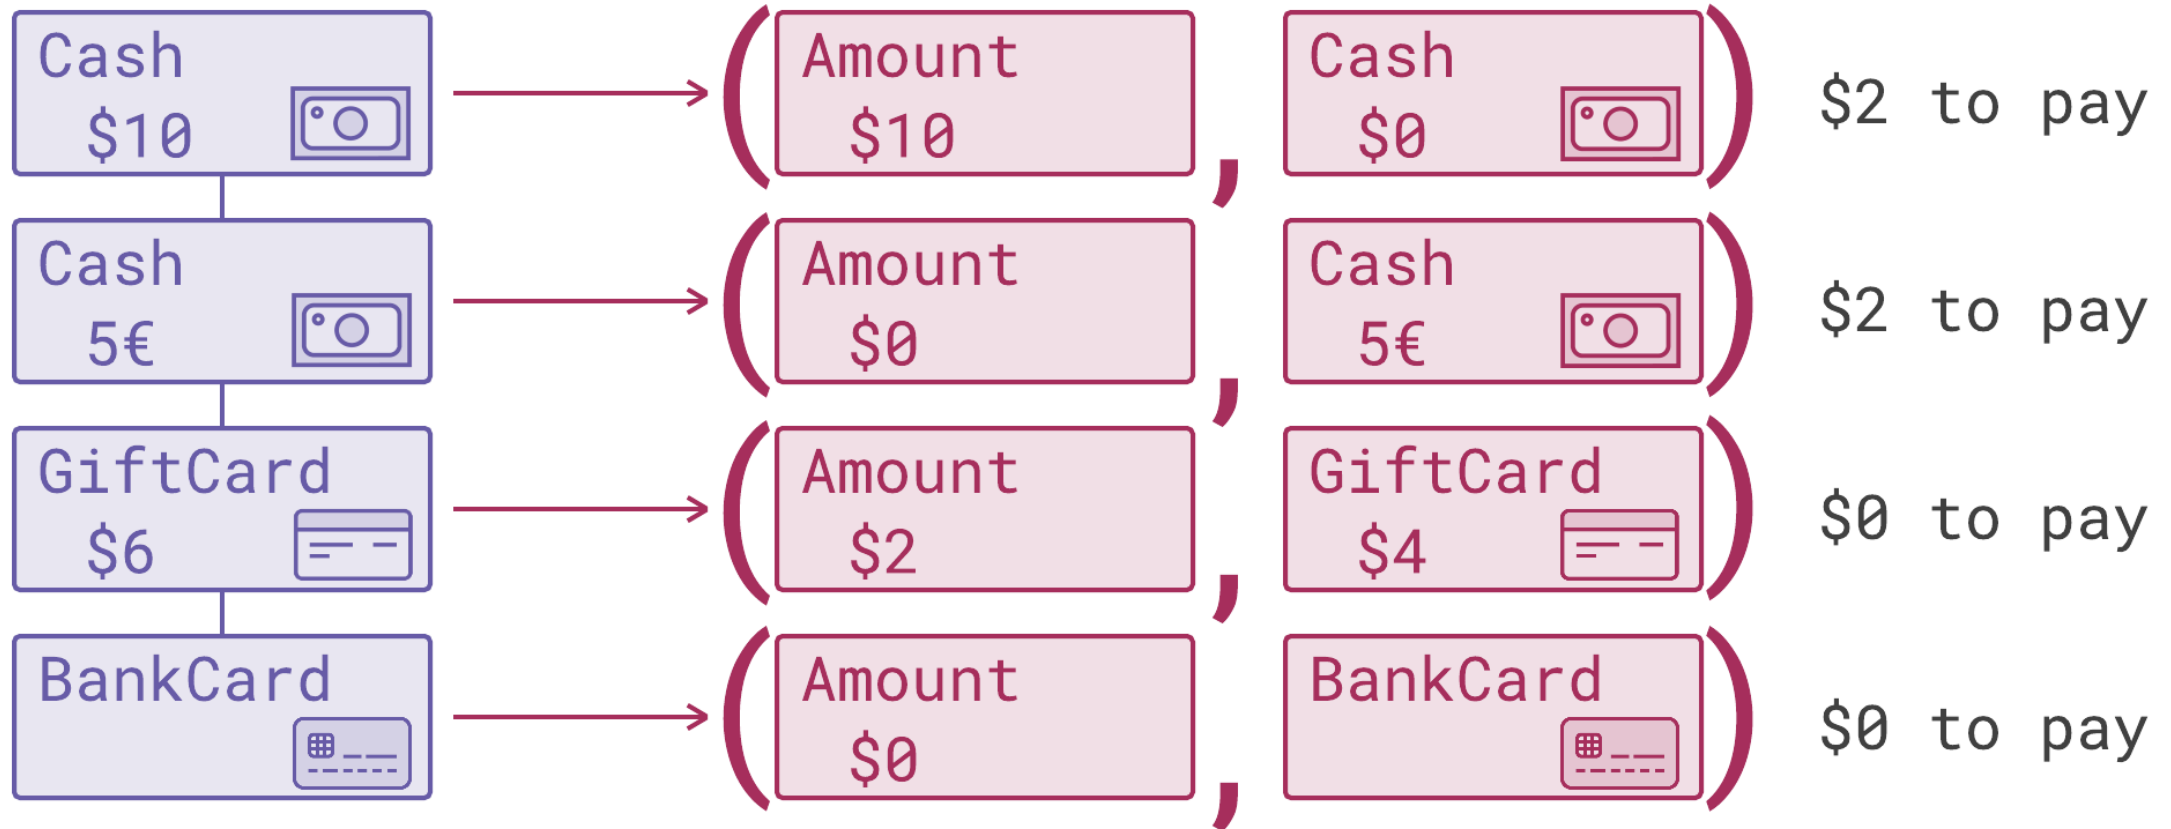 Cash
$10
( Amount
$10
, Cash
$0
) $2 to pay
Cash
5€
( Amount
$0
, Cash
5€
) $2 to pay
GiftCard
$6
( Amount
$2
, GiftCard
$4
) $0 to pay
BankCard
( Amount
$0
, BankCard
) $0 to pay